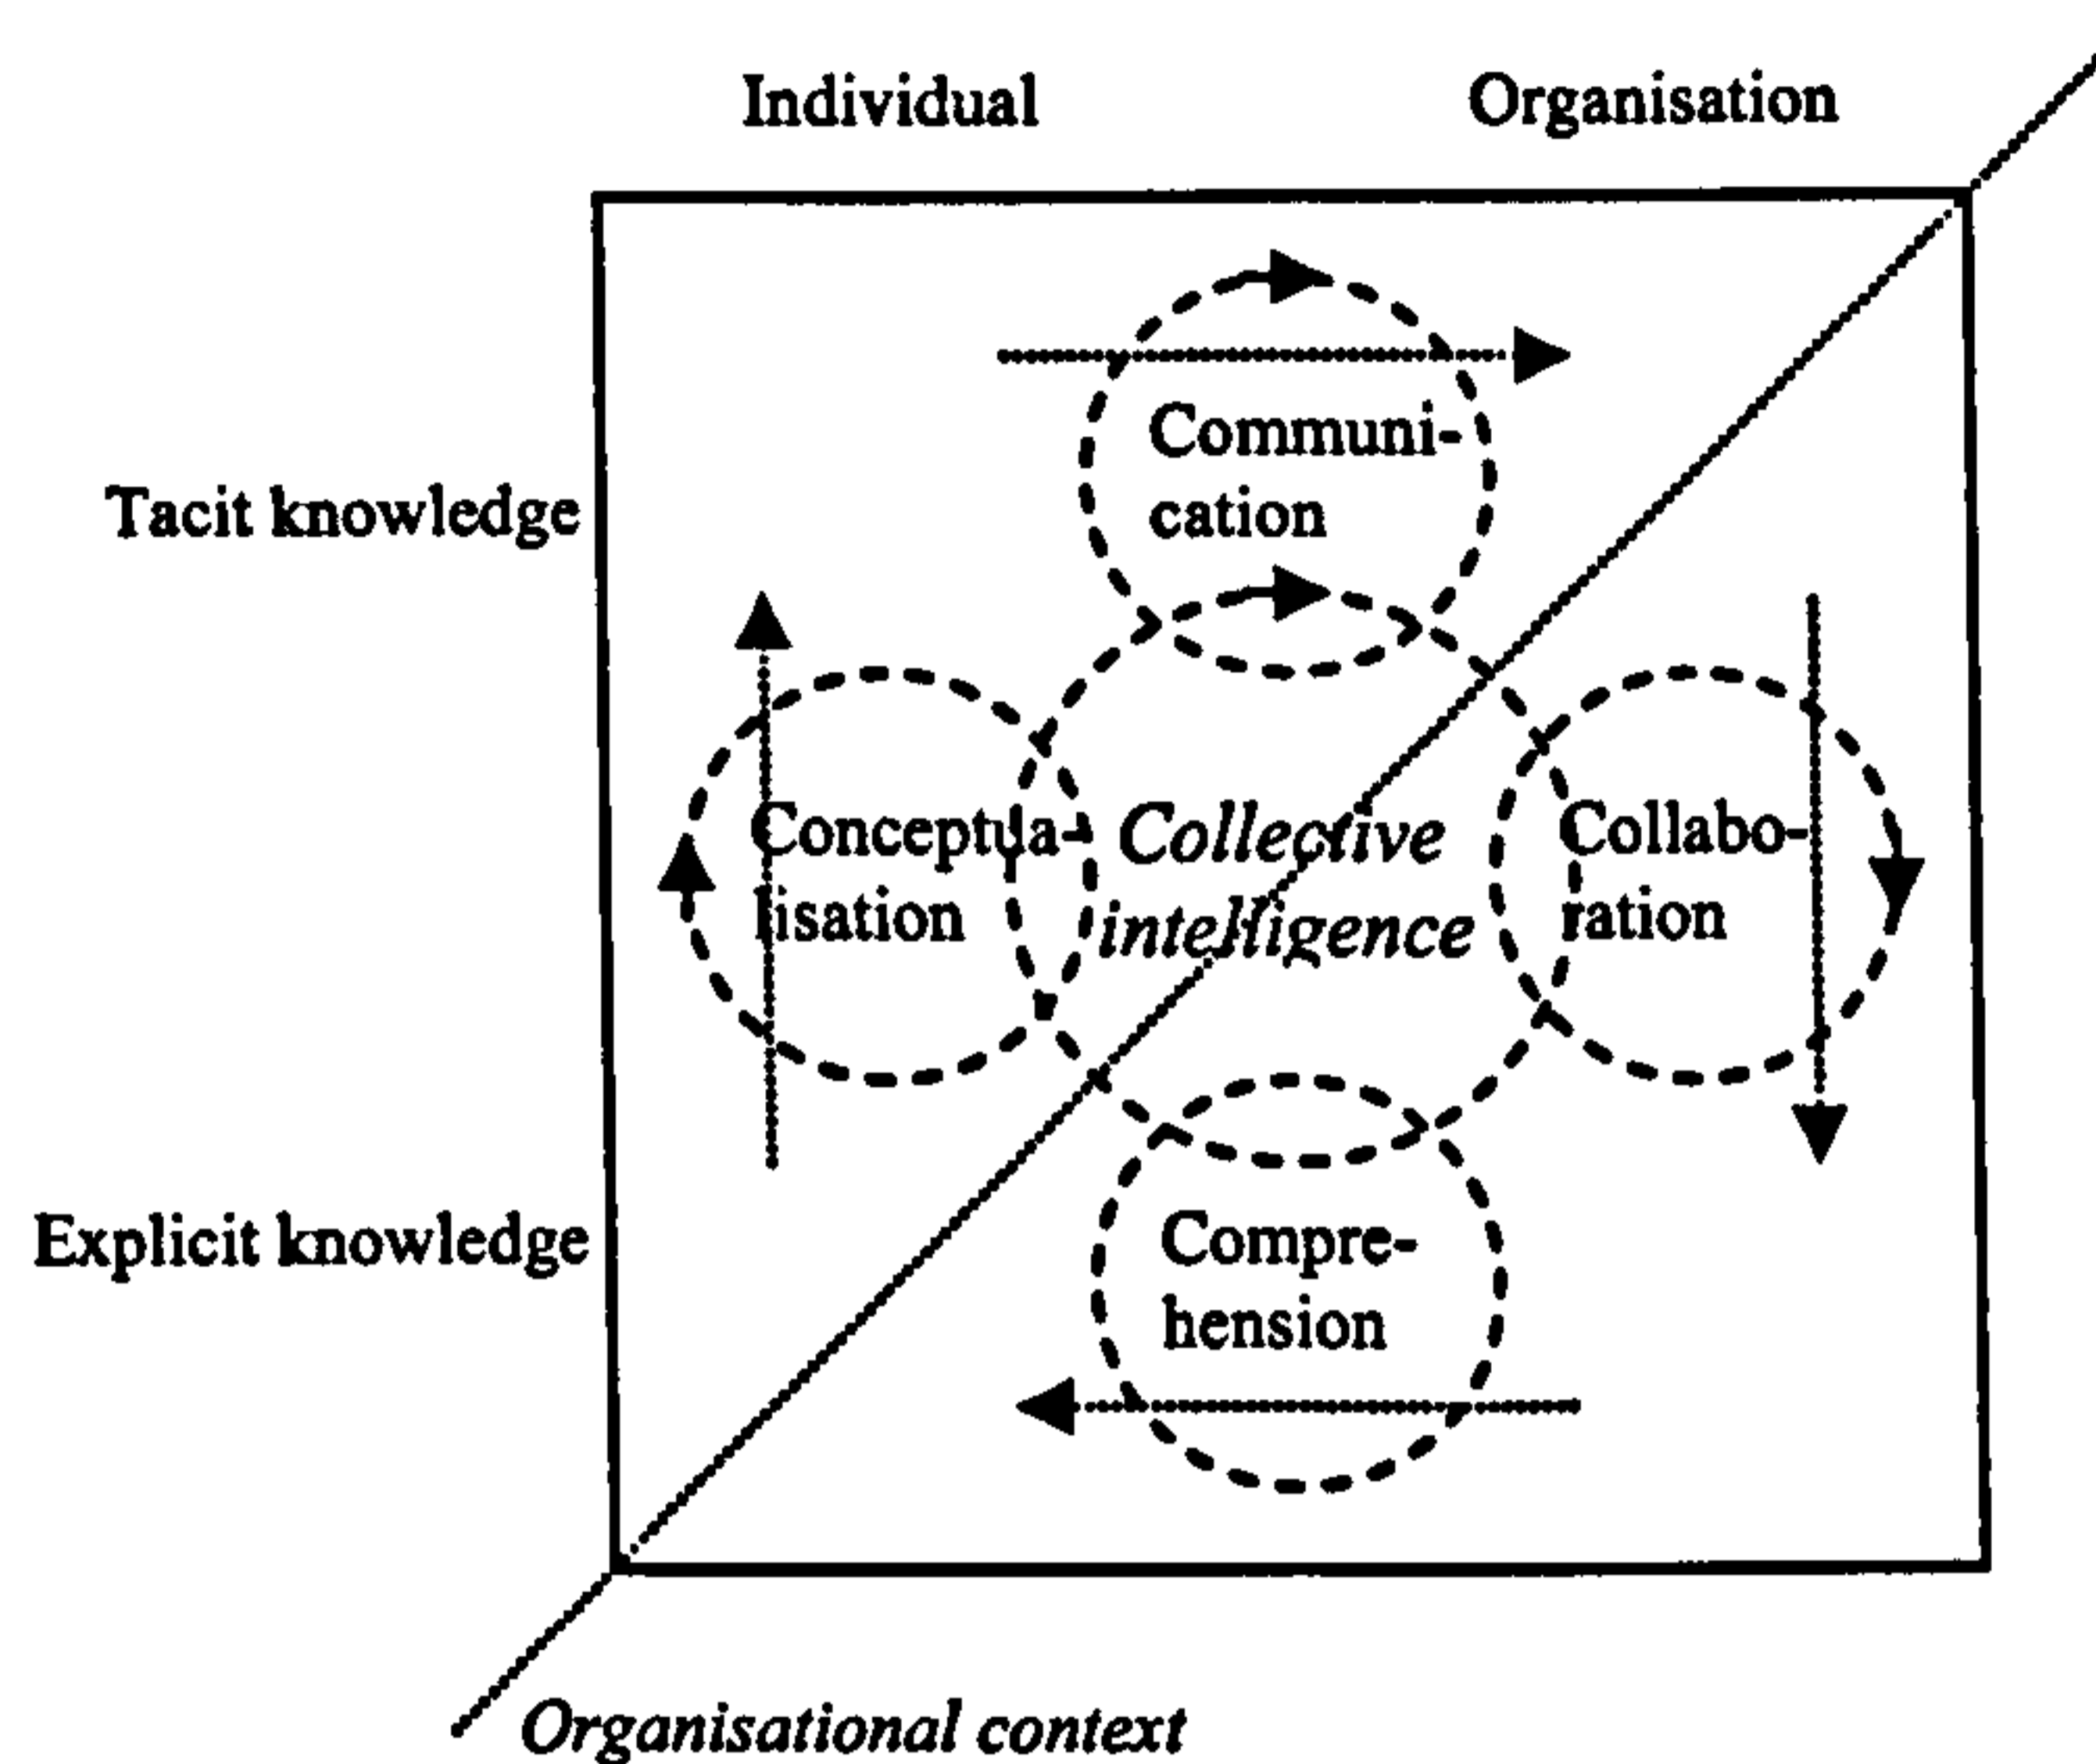 Individual
Organisation
Tacit knowledge
Communi-
cation
Conceptua-
lisation
Collective
intelligence
Collabo-
ration
Explicit knowledge
Compre-
hension
Organisational context